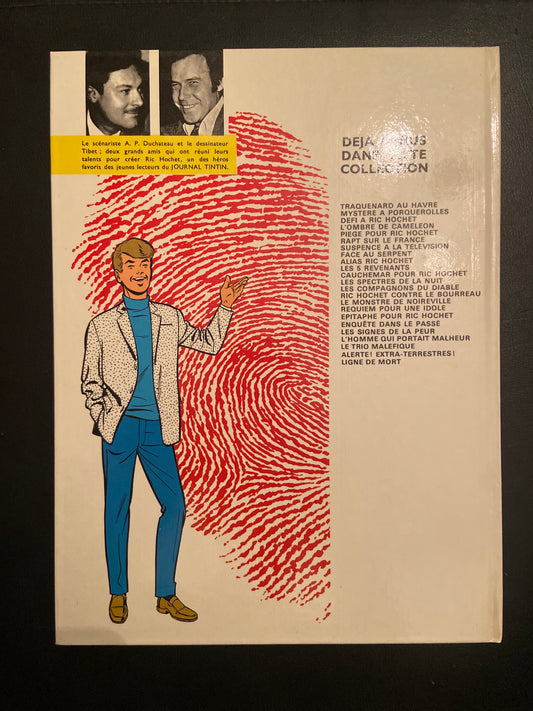 Le scénariste A. P. Duchateau et le dessinateur
Tibet ; deux grands amis qui ont réuni leurs
talents pour créer Ric Hochet, un des héros
favoris des jeunes lecteurs du JOURNAL TINTIN.
DEJA
DANS
COLLECTION
TRAQUENARD AU HAVRE
MYSTERE A PORQUEROLLES
DEFI A RIC HOCHET
L'OMBRE DE CAMELEON
PIEGE POUR RIC HOCHET
RAPT SUR LE FRANCE
SUSPENCE A LA TELEVISION
FACE AU SERPENT
ALIAS RIC HOCHET
LES 5 REVENANTS
CAUCHEMAR POUR RIC HOCHET
LES SPECTRES DE LA NUIT
LES COMPAGNONS DU DIABLE
RIC HOCHET CONTRE LE BOURREAU
LE MONSTRE DE NOIREVILLE
REQUIEM POUR UNE IDOLE
EPITAPHE POUR RIC HOCHET
ENQUÊTE DANS LE PASSÉ
LES SIGNES DE LA PEUR
L'HOMME QUI PORTAIT MALHEUR
LE TRIO MALEFIQUE
ALERTE! EXTRA-TERRESTRES!
LIGNE DE MORT